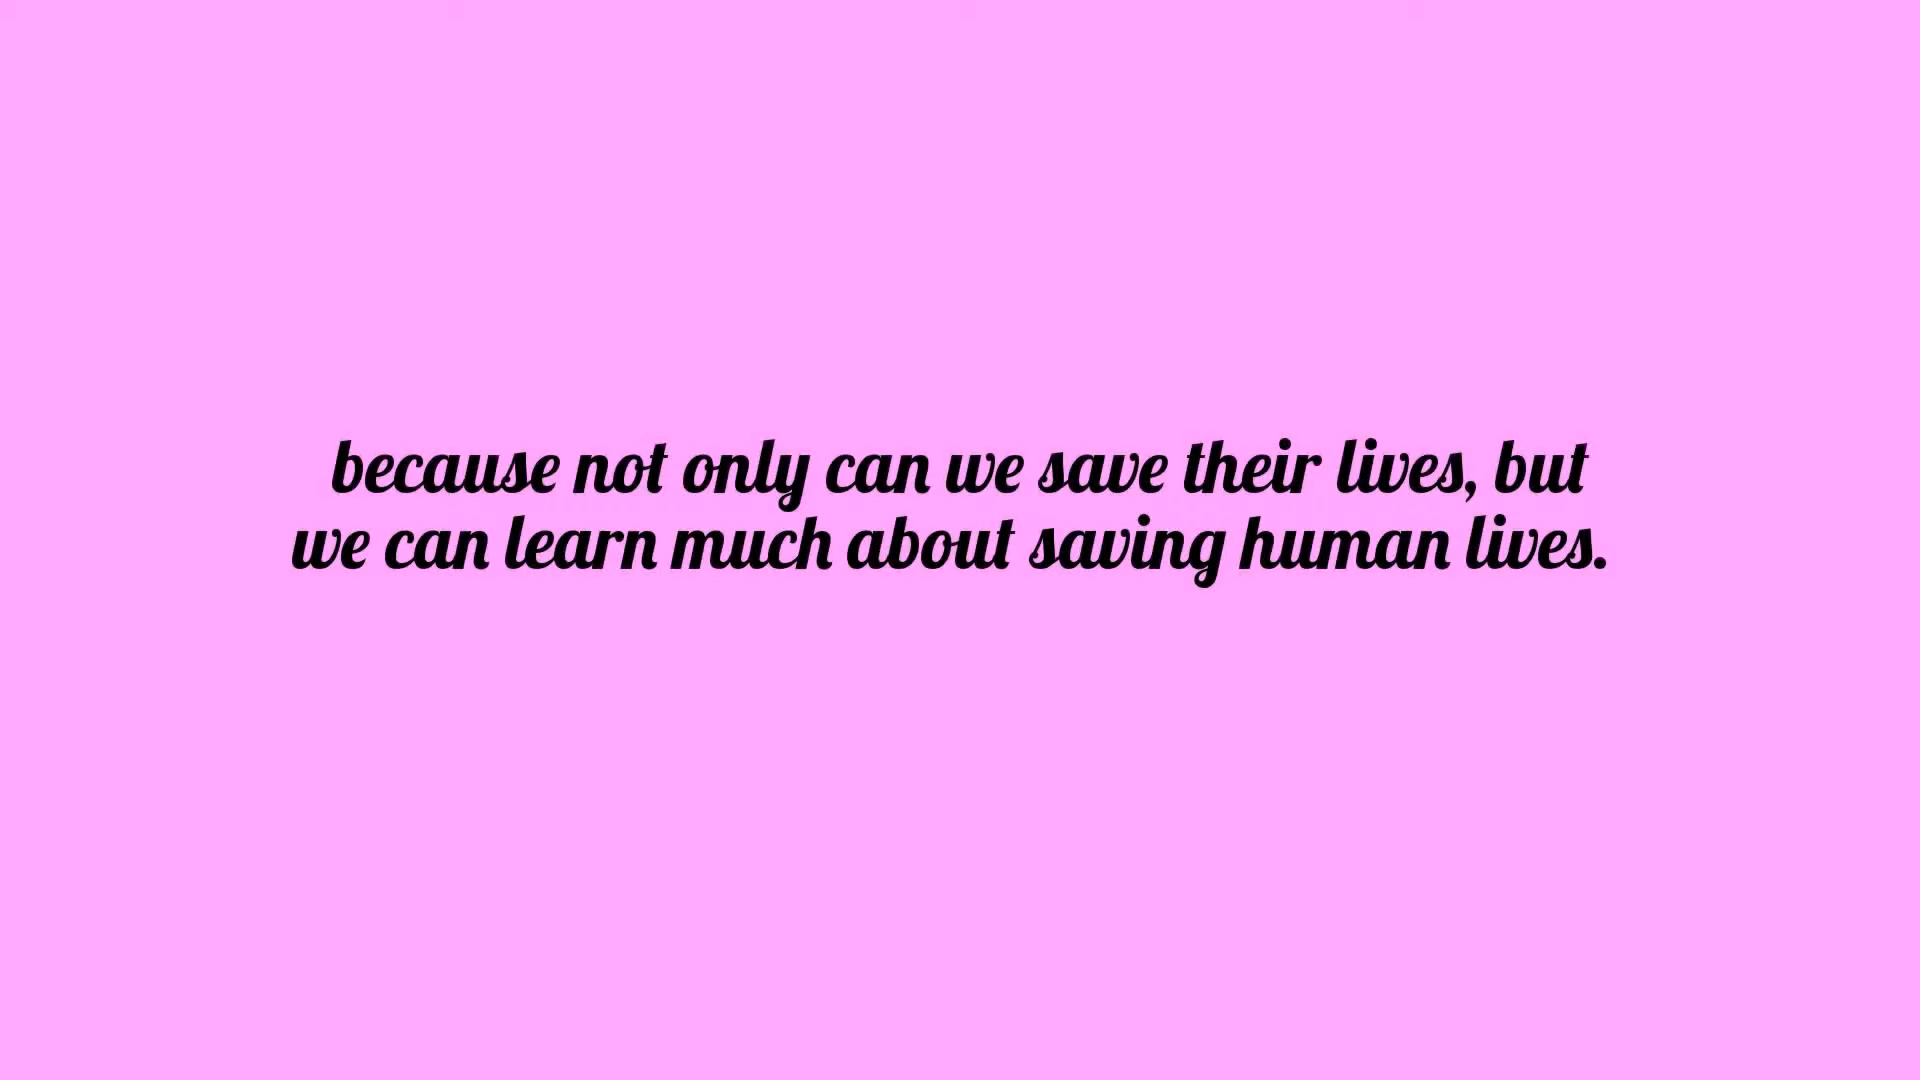 because not only can we save their lives, but
we can learn much about saving human lives.